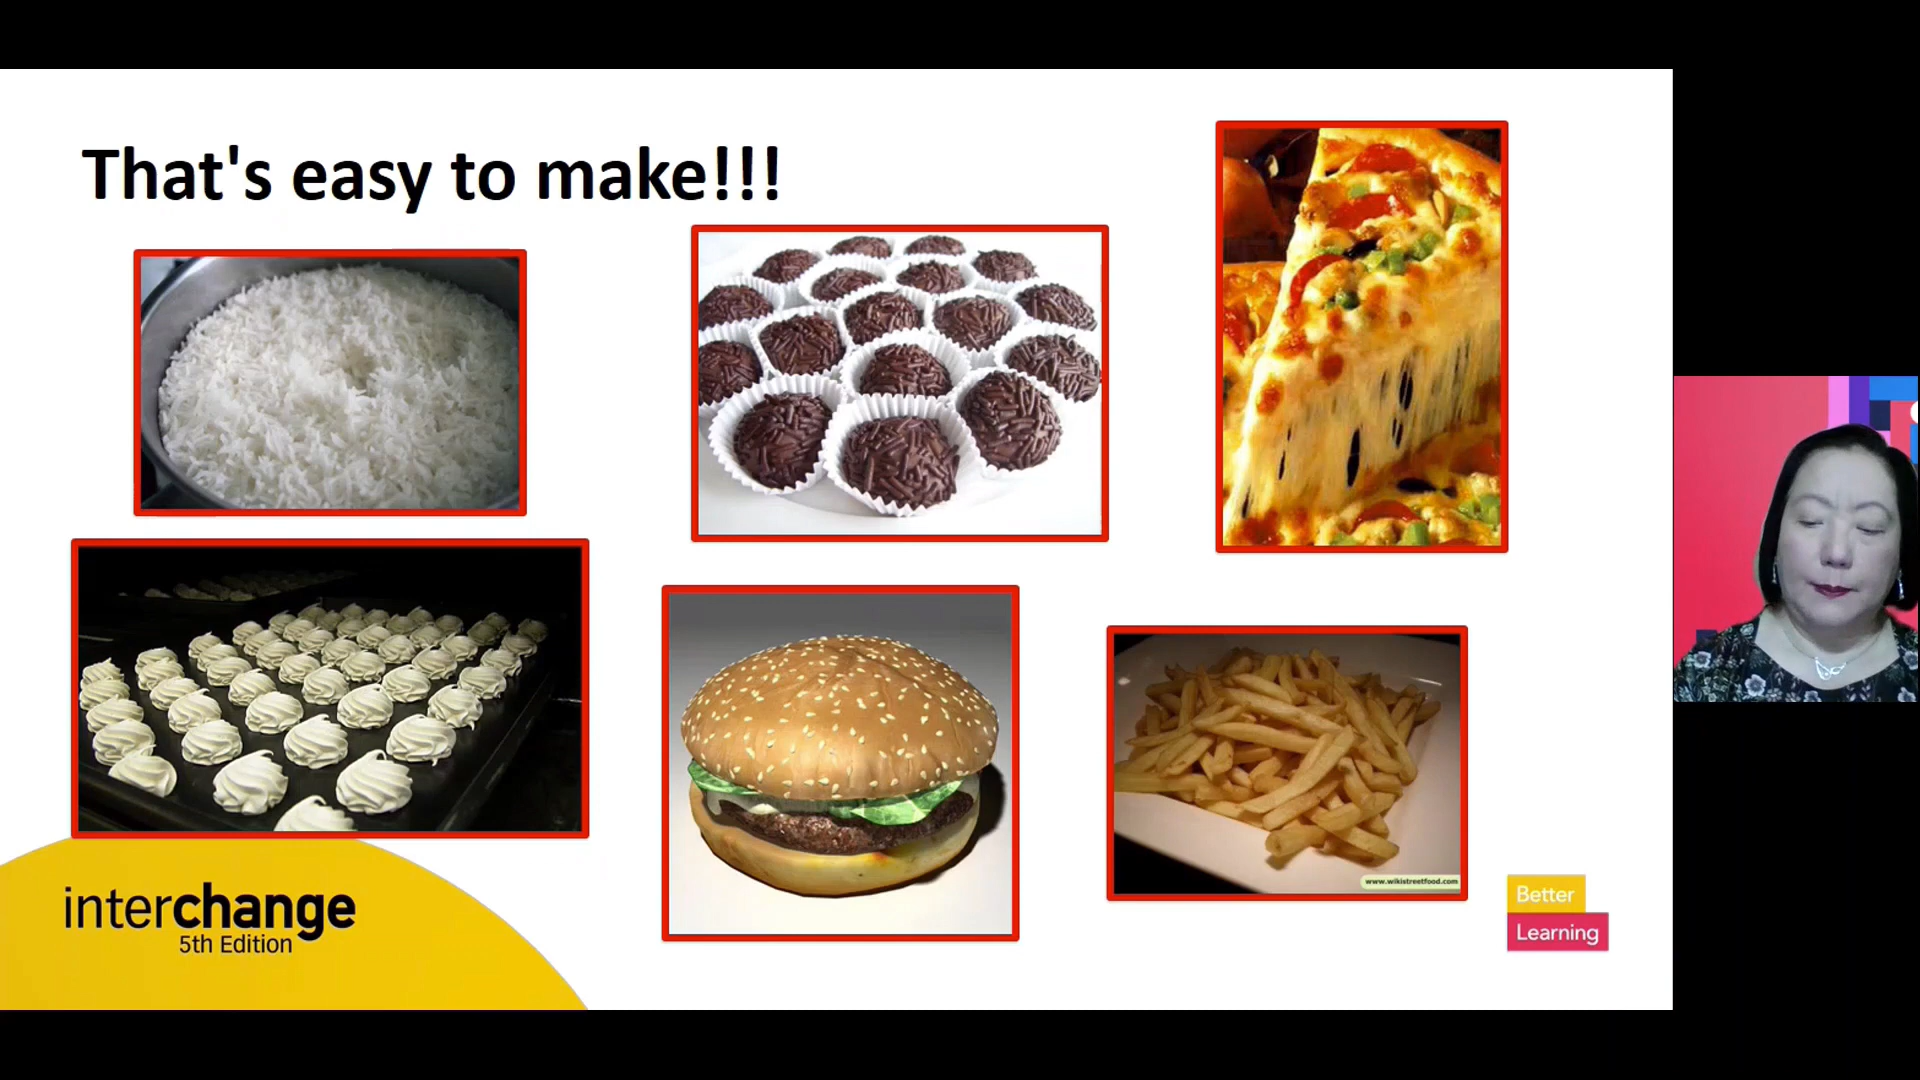 That's easy to make!!!
www.wikistreetfood.com
interchange
5th Edition
Better
Learning